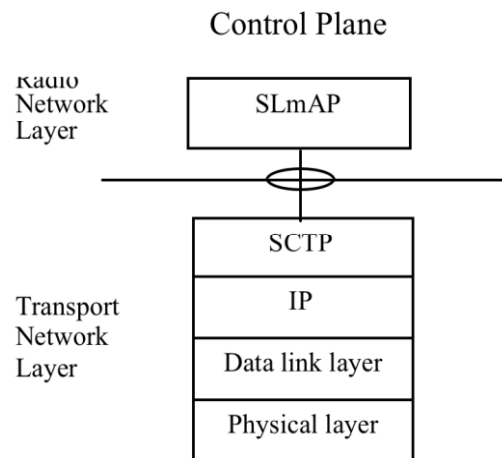 Control Plane
Radio
Network
Layer
SLmAP
SCTP
IP
Transport
Network
Layer
Data link layer
Physical layer